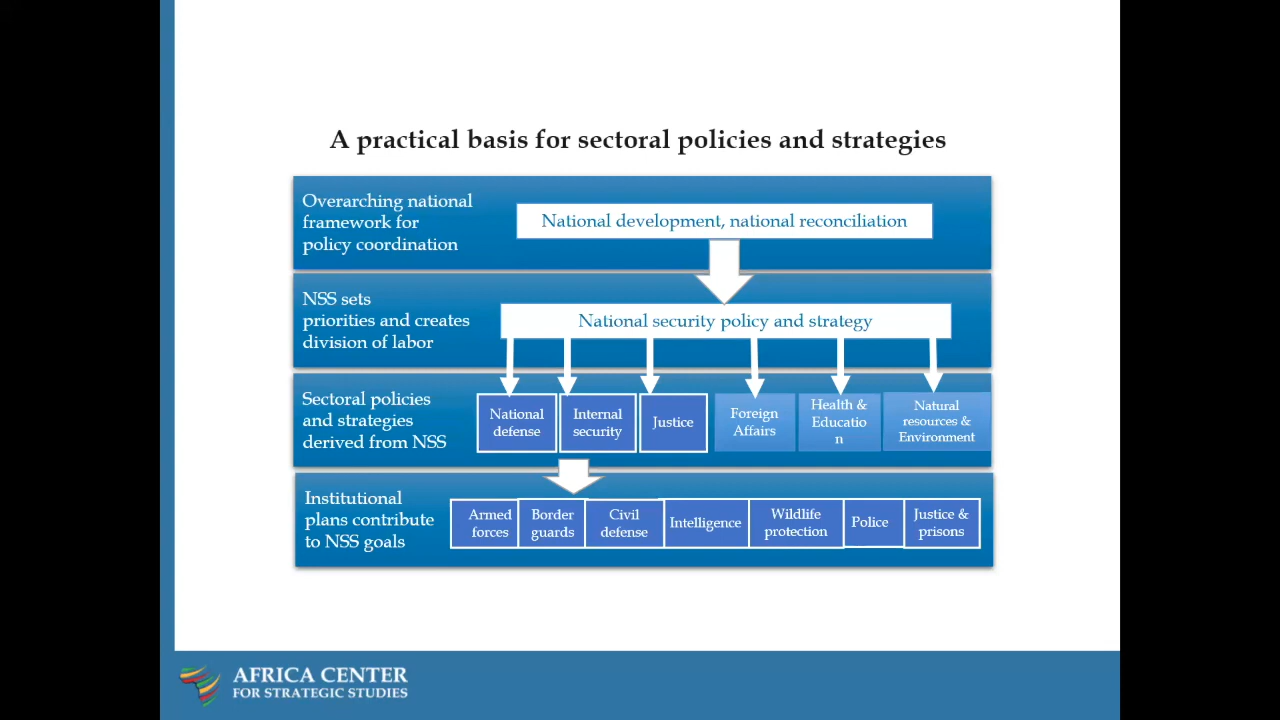 A practical basis for sectoral policies and strategies
Overarching national
framework for
policy coordination
National development, national reconciliation
NSS sets
priorities and creates
division of labor
National security policy and strategy
Sectoral policies
and strategies
derived from NSS
National
defense
Internal
security
Justice
Foreign
Affairs
Health &
Educatio
n
Natural
resources &
Environment
Institutional
plans contribute
to NSS goals
Armed
forces
Border
guards
Civil
defense
Intelligence
Wildlife
protection
Police
Justice &
prisons
AFRICA CENTER
FOR STRATEGIC STUDIES